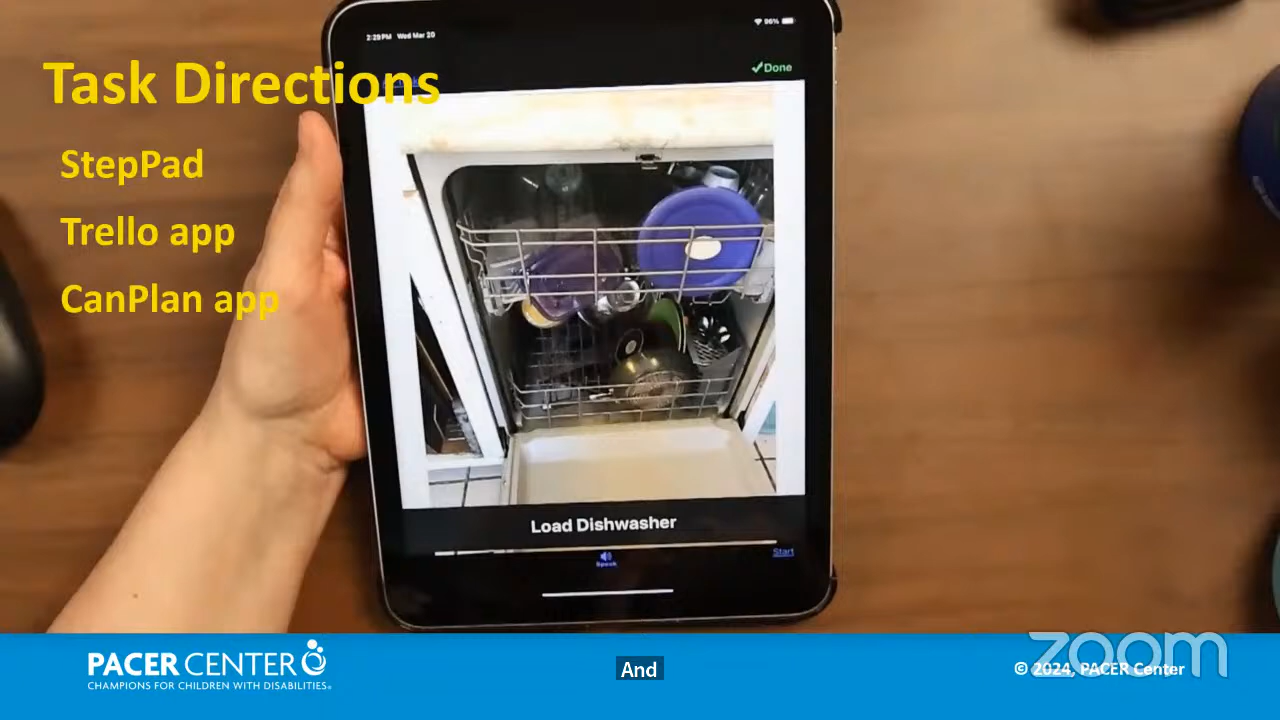 2:29 PM Wed Mar 20
96%
Done
Task Directions
StepPad
Trello app
CanPlan app
Load Dishwasher
Speak
Start
PACER CENTER
CHAMPIONS FOR CHILDREN WITH DISABILITIES.
And
© 2024, PACER Center
zoom